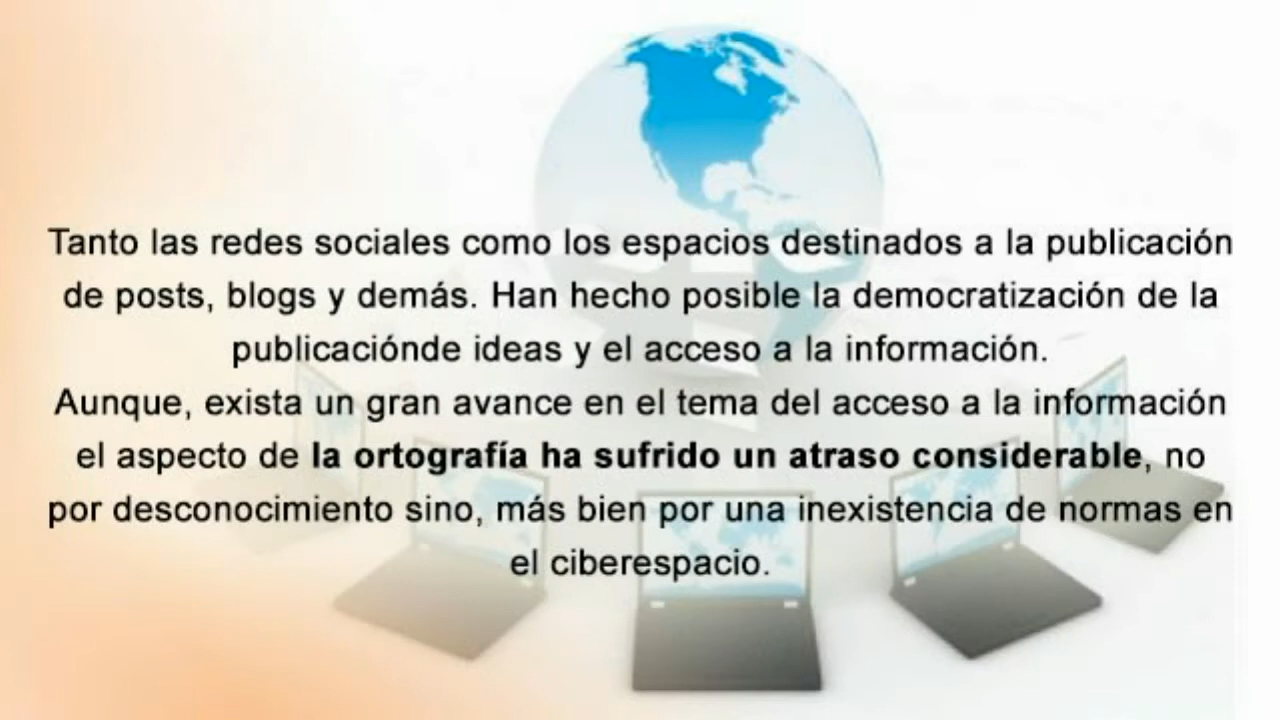 Tanto las redes sociales como los espacios destinados a la publicación
de posts, blogs y demás. Han hecho posible la democratización de la
publicaciónde ideas y el acceso a la información.
Aunque, exista un gran avance en el tema del acceso a la información
el aspecto de la ortografía ha sufrido un atraso considerable, no
por desconocimiento sino, más bien por una inexistencia de normas en
el ciberespacio.